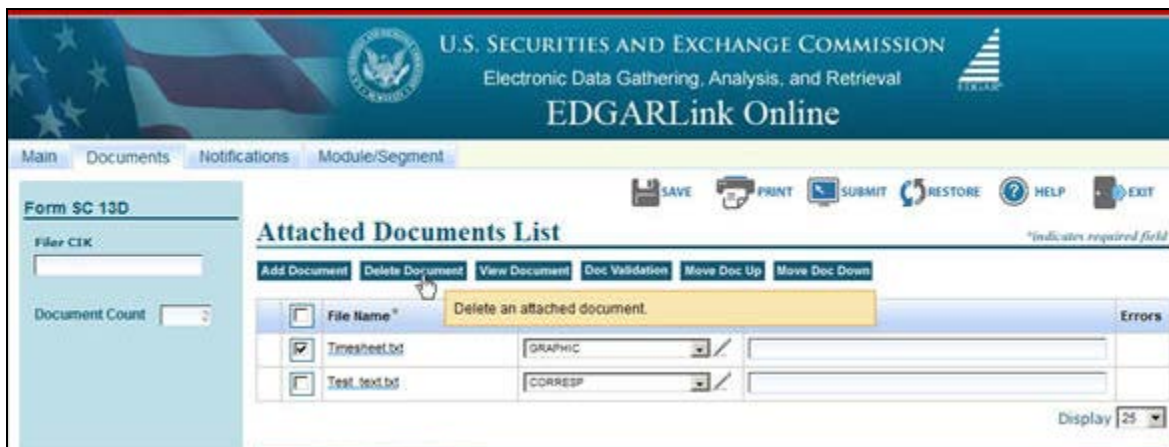 U.S. SECURITIES AND EXCHANGE COMMISSION
Electronic Data Gathering, Analysis, and Retrieval
EDGAR
EDGARLink Online
Main Documents Notifications Module/Segment
SAVE PRINT SUBMIT RESTORE HELP EXIT
Form SC 13D
Attached Documents List
*indicates required field
Filer CIK
Add Document Delete Document View Document Doc Validation Move Doc Up Move Doc Down
Delete an attached document.
Document Count 2
File Name* Errors
Timesheet.txt GRAPHIC
Test_text.txt CORRESP
Display 25